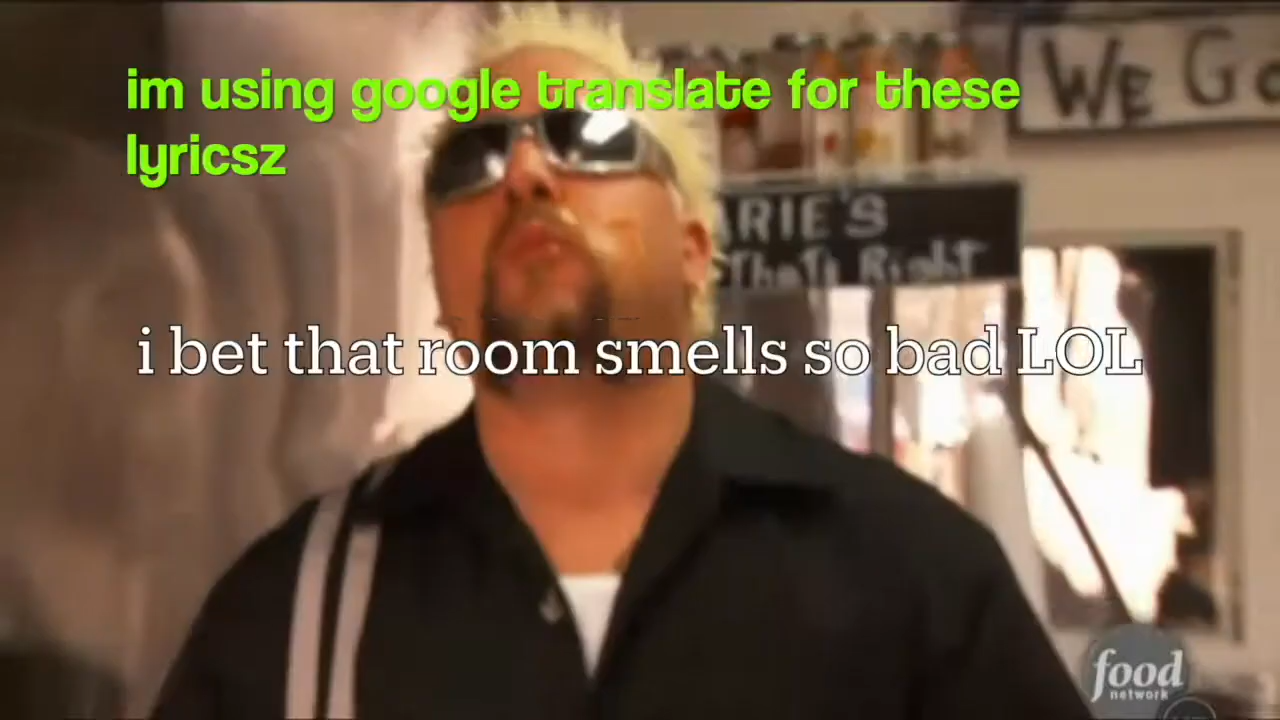 im using google translate for these
lyricsz
WE Go
ARIE'S
That's Right
i bet that room smells so bad LOL
food
network